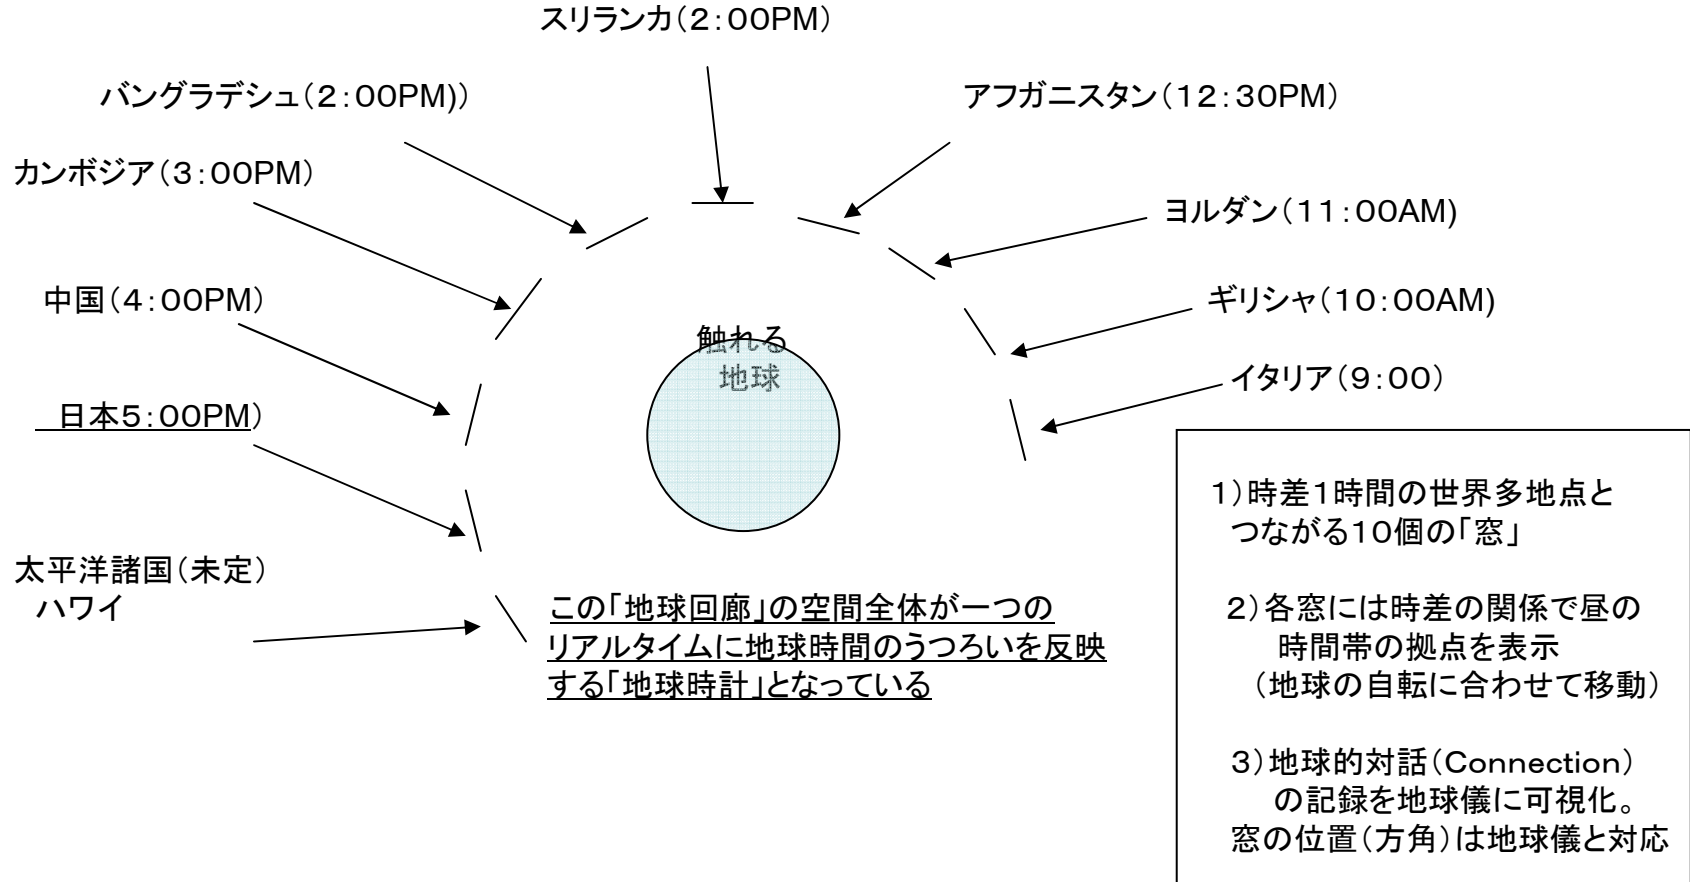 スリランカ(2:00PM)
バングラデシュ(2:00PM))
アフガニスタン(12:30PM)
カンボジア(3:00PM)
ヨルダン(11:00AM)
中国(4:00PM)
ギリシャ(10:00AM)
触れる
地球
イタリア(9:00)
日本5:00PM)
太平洋諸国(未定)
ハワイ
この「地球回廊」の空間全体が一つの
リアルタイムに地球時間のうつろいを反映
する「地球時計」となっている
1)時差1時間の世界多地点と
つながる10個の「窓」
2)各窓には時差の関係で昼の
時間帯の拠点を表示
(地球の自転に合わせて移動)
3)地球的対話(Connection)
の記録を地球儀に可視化。
窓の位置(方角)は地球儀と対応